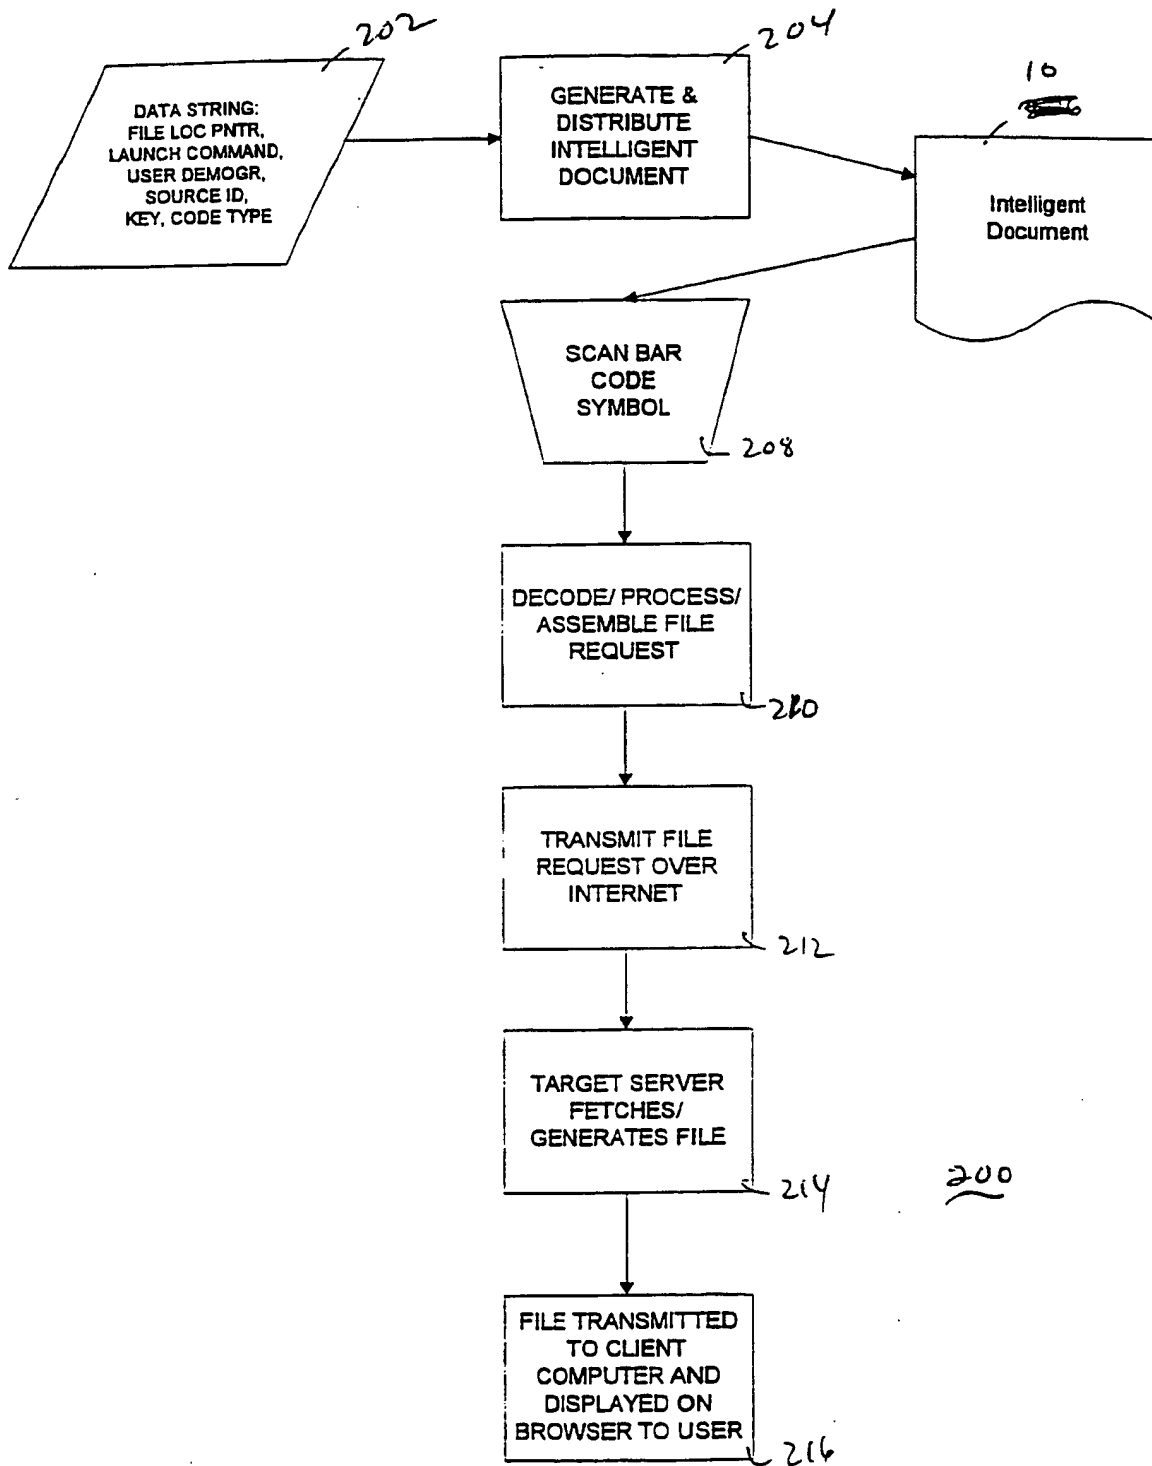 202
DATA STRING:
FILE LOC PNTR,
LAUNCH COMMAND,
USER DEMOGR,
SOURCE ID,
KEY, CODE TYPE
204
GENERATE &
DISTRIBUTE
INTELLIGENT
DOCUMENT
10
Intelligent
Document
SCAN BAR
CODE
SYMBOL
208
DECODE/ PROCESS/
ASSEMBLE FILE
REQUEST
210
TRANSMIT FILE
REQUEST OVER
INTERNET
212
TARGET SERVER
FETCHES/
GENERATES FILE
214
200
FILE TRANSMITTED
TO CLIENT
COMPUTER AND
DISPLAYED ON
BROWSER TO USER
216